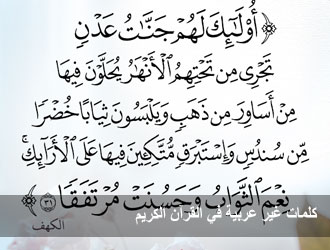 ﴿ أُوْلَٰٓئِكَ لَهُمْ جَنَّٰتُ عَدْنٖ
تَجْرِي مِن تَحْتِهِمُ ٱلْأَنْهَٰرُ يُحَلَّوْنَ فِيهَا
مِنْ أَسَاوِرَ مِن ذَهَبٖ وَيَلْبَسُونَ ثِيَابًا خُضْرٗا
مِّن سُندُسٖ وَإِسْتَبْرَقٖ مُّتَّكِـِٔينَ فِيهَا عَلَى ٱلْأَرَآئِكِۚ
نِعْمَ ٱلثَّوَابُ وَحَسُنَتْ مُرْتَفَقٗا ٣١ ﴾
الكهف
كلمات غير عربية في القرآن الكريم